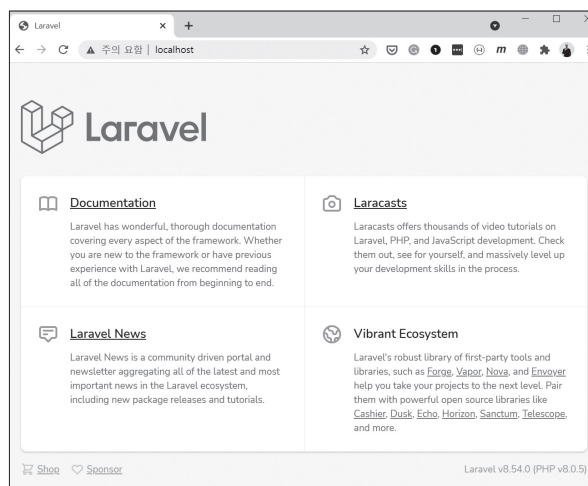 Laravel
주의 요함 | localhost
Laravel
Documentation
Laravel has wonderful, thorough documentation
covering every aspect of the framework. Whether
you are new to the framework or have previous
experience with Laravel, we recommend reading
all of the documentation from beginning to end.
Laracasts
Laracasts offers thousands of video tutorials on
Laravel, PHP, and JavaScript development. Check
them out, see for yourself, and massively level up
your development skills in the process.
Laravel News
Laravel News is a community driven portal and
newsletter aggregating all of the latest and most
important news in the Laravel ecosystem,
including new package releases and tutorials.
Vibrant Ecosystem
Laravel's robust library of first-party tools and
libraries, such as Forge, Vapor, Nova, and Envoyer
help you take your projects to the next level. Pair
them with powerful open source libraries like
Cashier, Dusk, Echo, Horizon, Sanctum, Telescope,
and more.
Shop Sponsor
Laravel v8.54.0 (PHP v8.0.5)